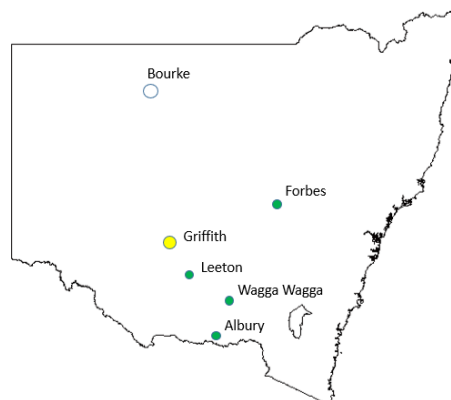 Bourke
Forbes
Griffith
Leeton
Wagga Wagga
Albury